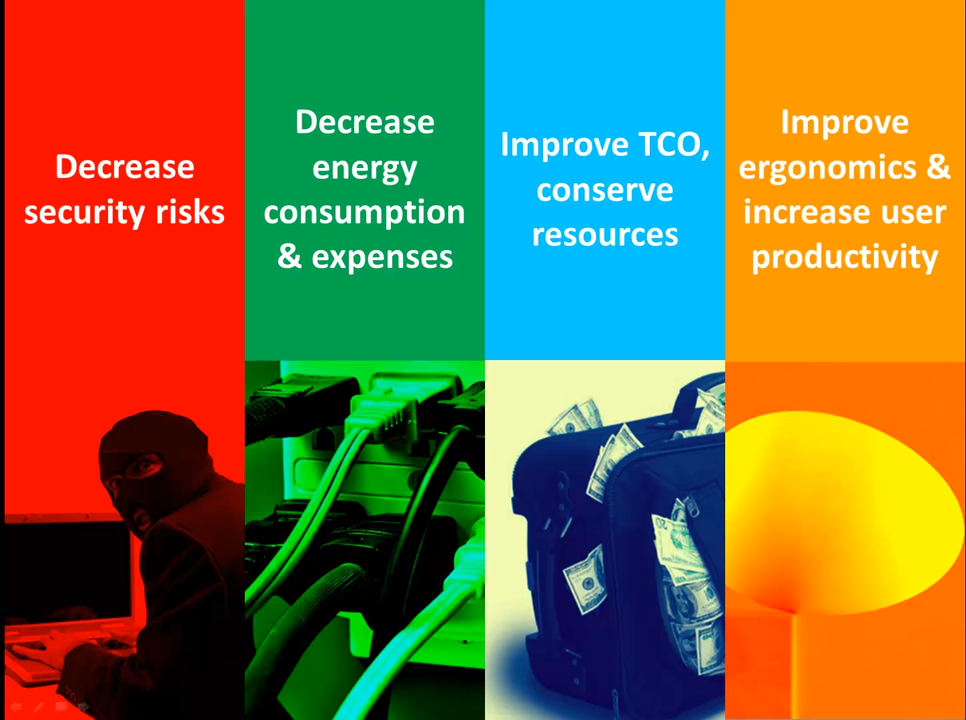 Decrease
security risks
Decrease
energy
consumption
& expenses
Improve TCO,
conserve
resources
Improve
ergonomics &
increase user
productivity